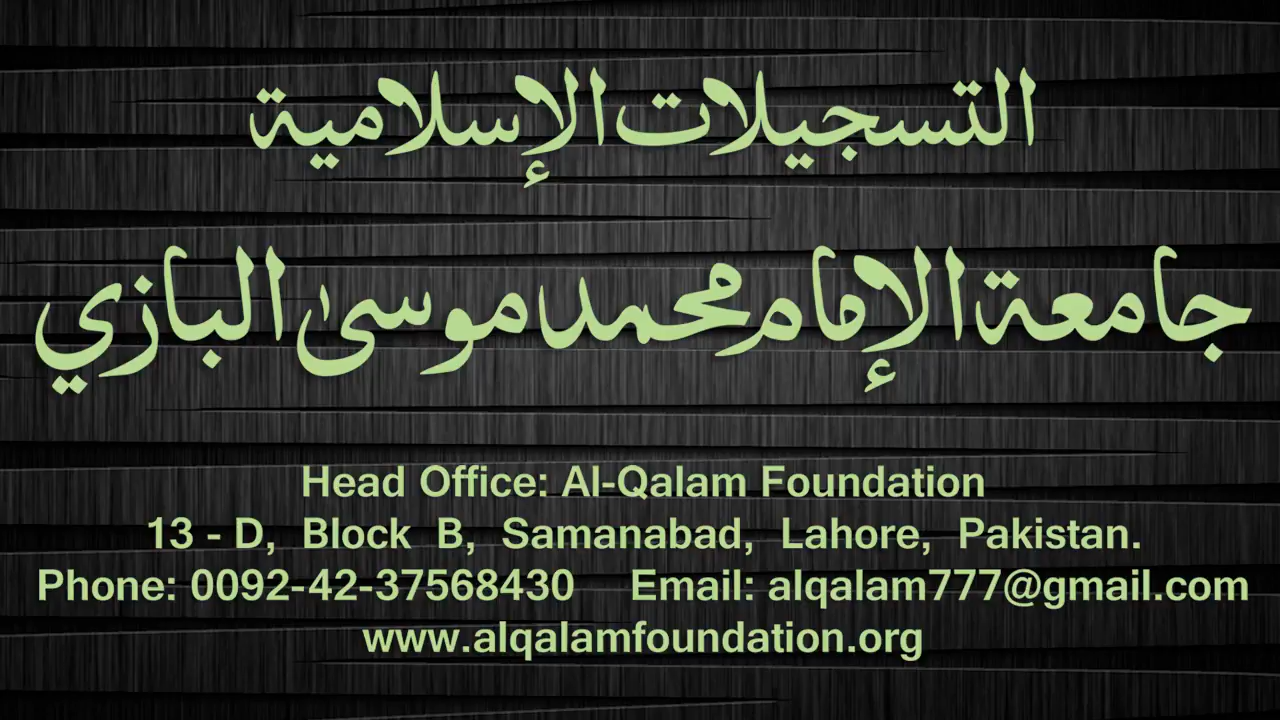 التسجيلات الإسلامية
جامعة الإمام محمد موسىٰ البازي
Head Office: Al-Qalam Foundation
13 - D, Block B, Samanabad, Lahore, Pakistan.
Phone: 0092-42-37568430 Email: alqalam777@gmail.com
www.alqalamfoundation.org